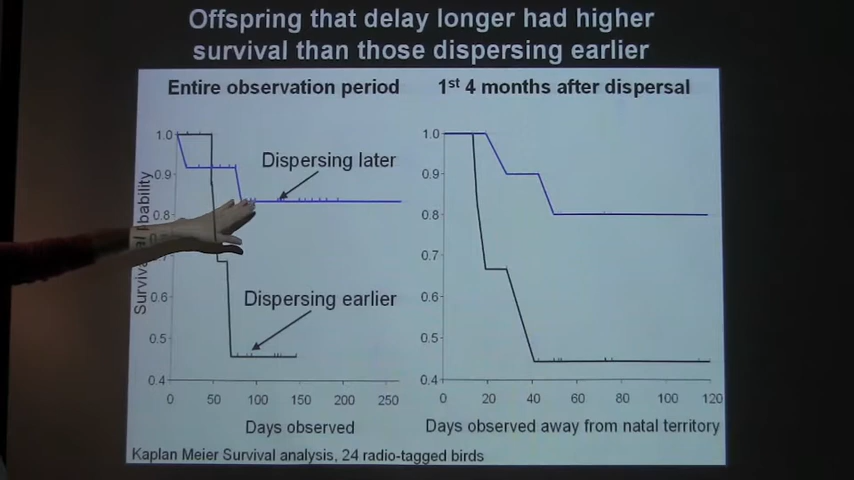 Offspring that delay longer had higher
survival than those dispersing earlier
Entire observation period
1st 4 months after dispersal
1.0
0.9
0.8
0.6
0.5
0.4
Survival
Dispersing later
Dispersing earlier
0 50 100 150 200 250
Days observed
1.0
0.9
0.8
0.7
0.6
0.5
0.4
0 20 40 60 80 100 120
Days observed away from natal territory
Kaplan Meier Survival analysis, 24 radio-tagged birds